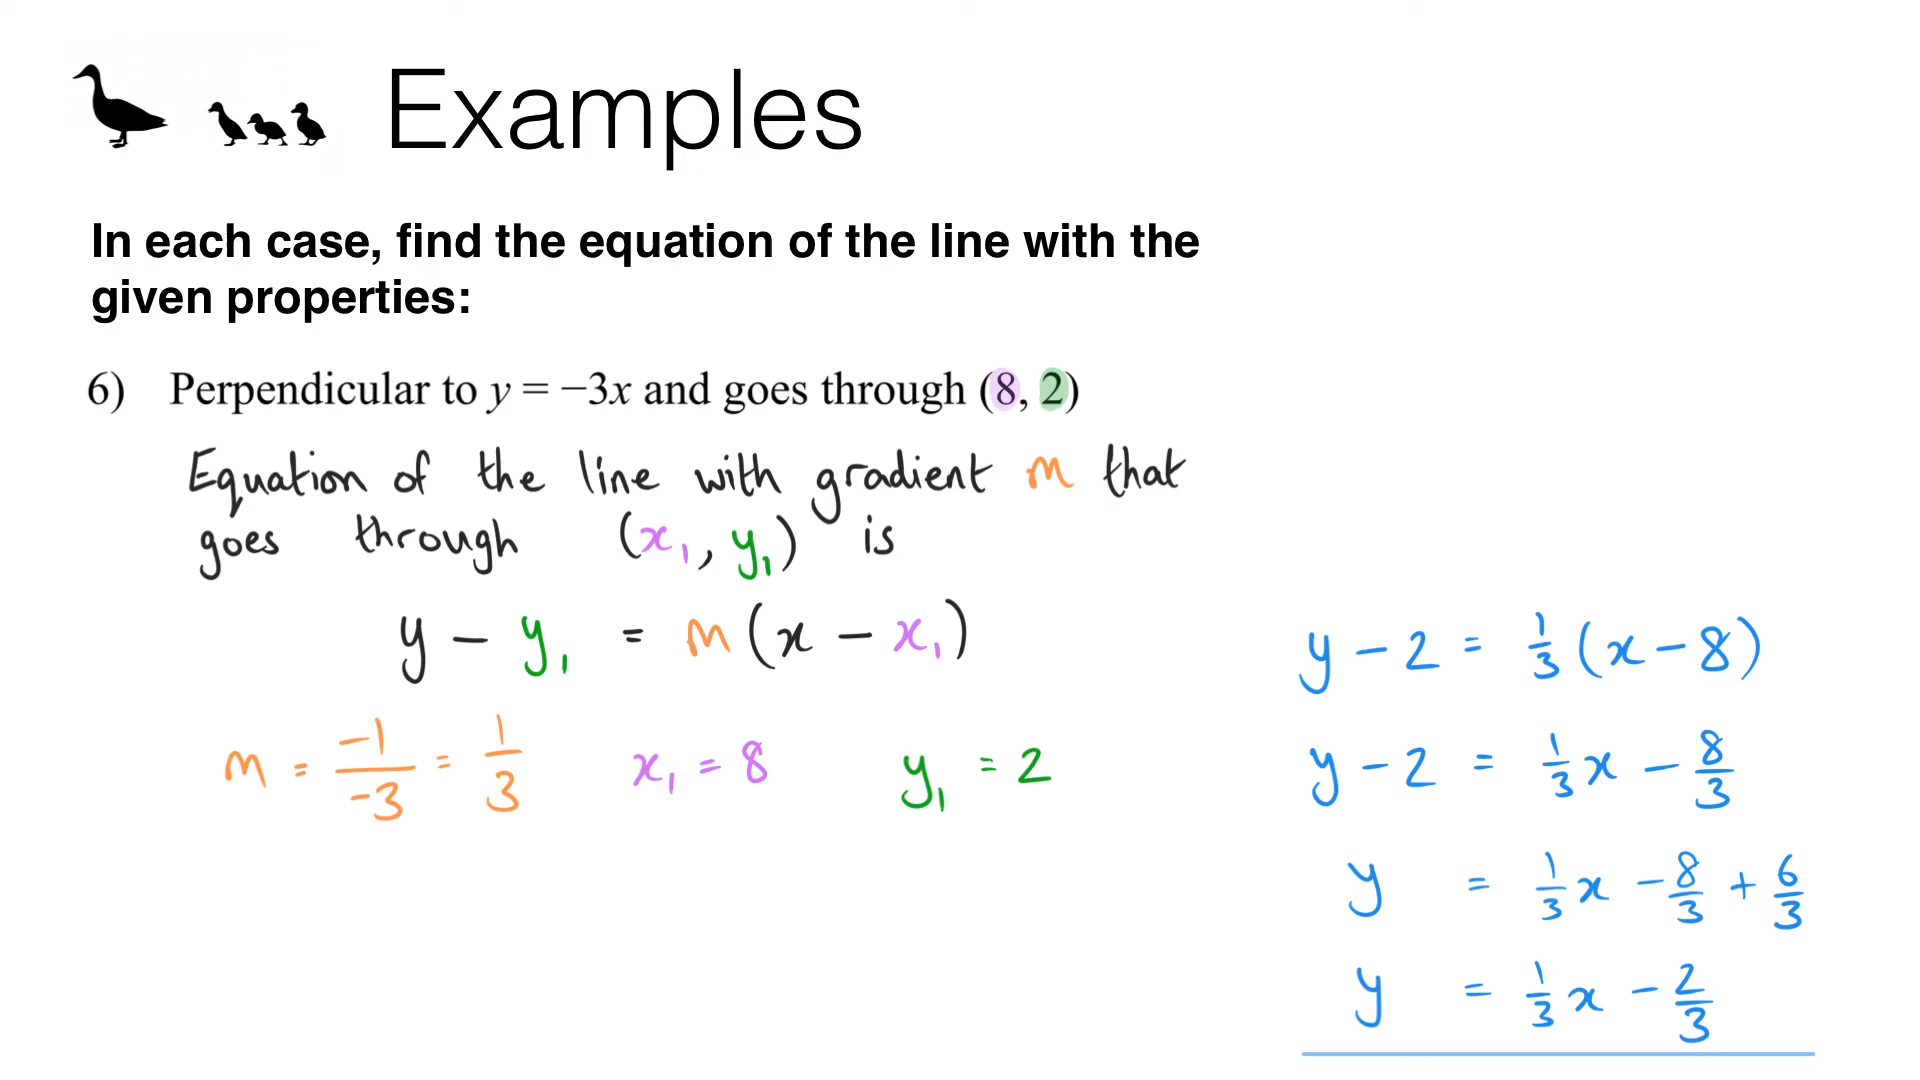 Examples
In each case, find the equation of the line with the
given properties:
6) Perpendicular to y = −3x and goes through (8, 2)
Equation of the line with gradient m that
goes through (x₁, y₁) is
y − y₁ = m(x − x₁)
m = −1/−3 = 1/3 x₁ = 8 y₁ = 2
y − 2 = 1/3(x − 8)
y − 2 = 1/3x − 8/3
y = 1/3x − 8/3 + 6/3
y = 1/3x − 2/3